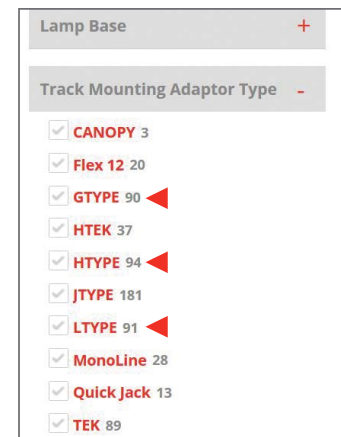 Lamp Base +
Track Mounting Adaptor Type -
CANOPY 3
Flex 12 20
GTYPE 90
HTEK 37
HTYPE 94
JTYPE 181
LTYPE 91
MonoLine 28
Quick Jack 13
TEK 89